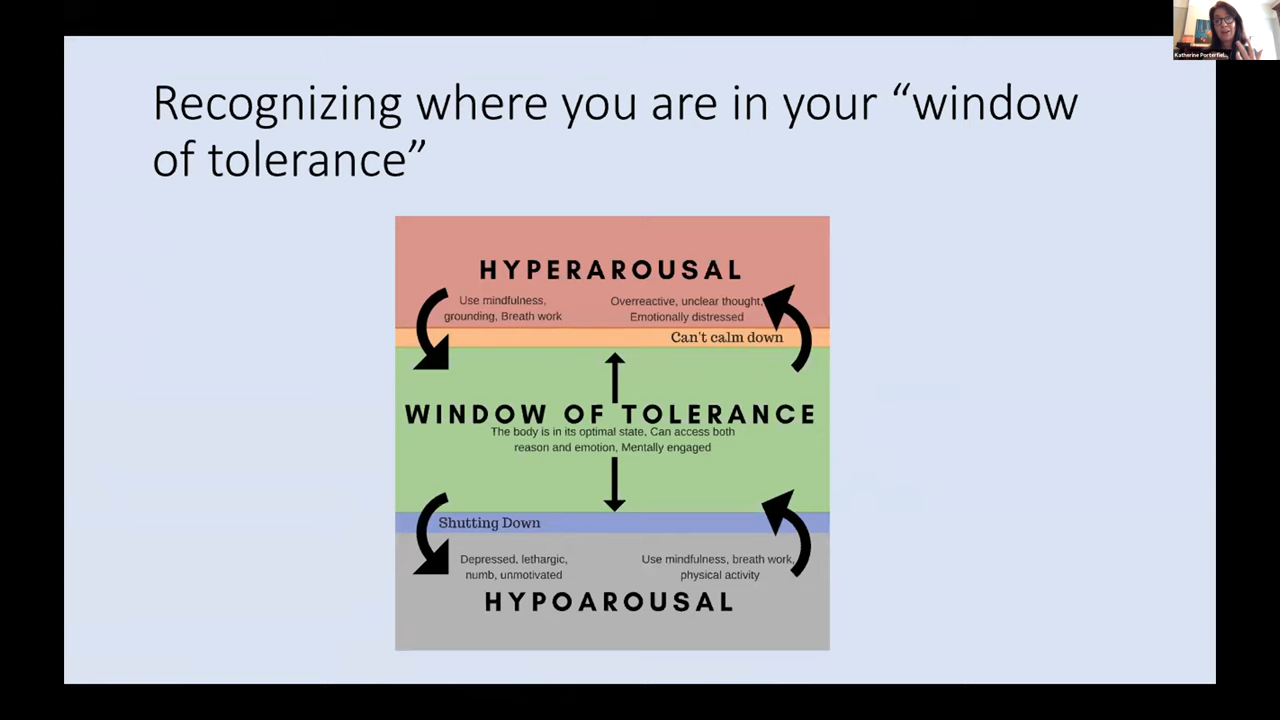 Recognizing where you are in your “window
of tolerance”
HYPERAROUSAL
Use mindfulness,
grounding, Breath work
Overreactive, unclear thought,
Emotionally distressed
Can't calm down
WINDOW OF TOLERANCE
The body is in its optimal state, Can access both
reason and emotion, Mentally engaged
Shutting Down
Depressed, lethargic,
numb, unmotivated
Use mindfulness, breath work,
physical activity
HYPOAROUSAL
Katherine Porterfiel...